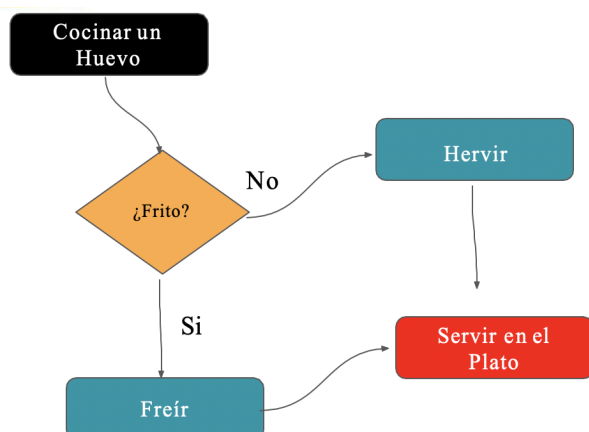 Cocinar un
Huevo
¿Frito?
No
Hervir
Si
Servir en el
Plato
Freír